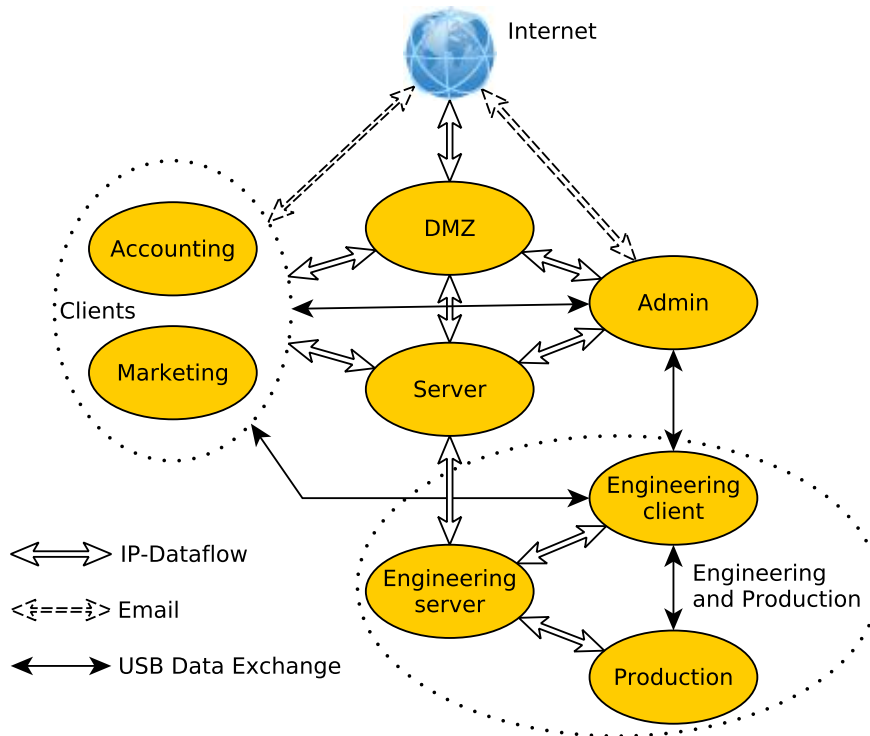 Internet
DMZ
Accounting
Clients
Admin
Marketing
Server
Engineering
client
Engineering
server
Engineering
and Production
Production
IP-Dataflow
Email
USB Data Exchange